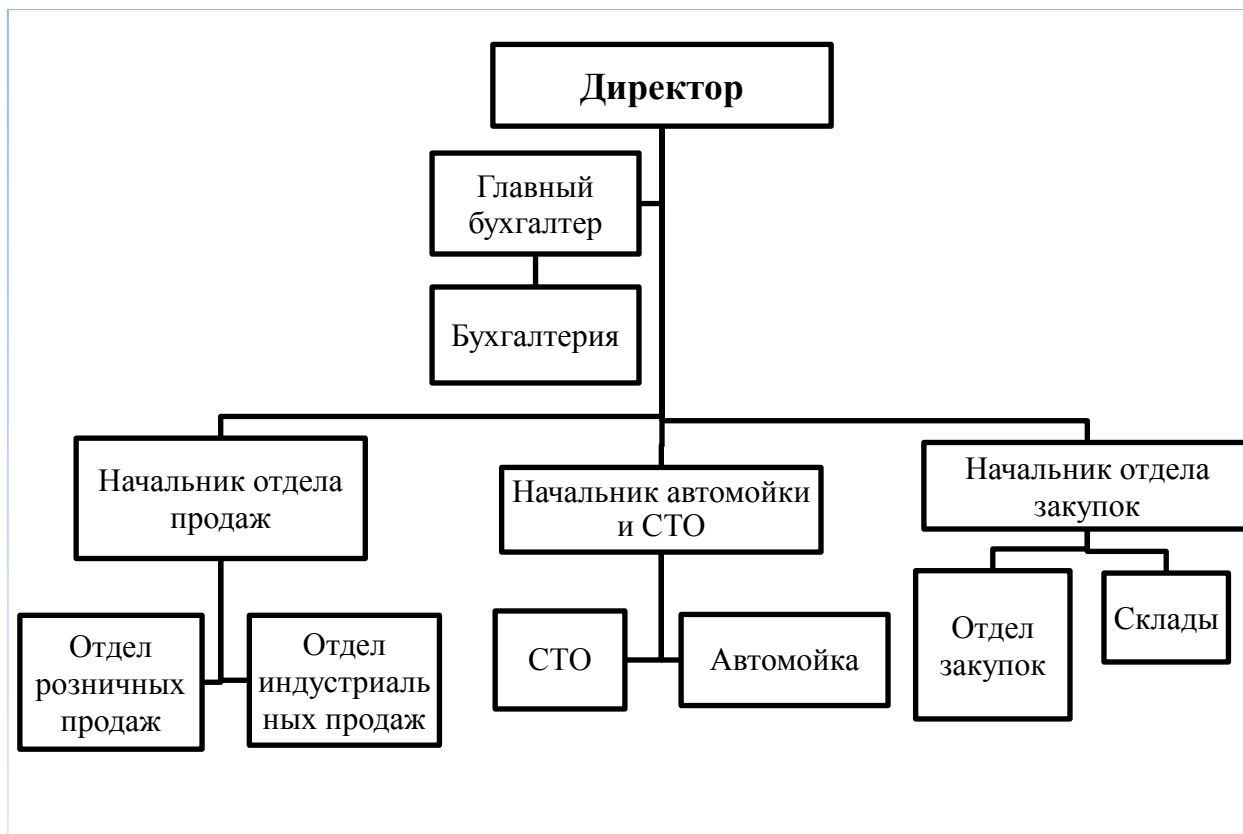 Директор
Главный
бухгалтер
Бухгалтерия
Начальник отдела
продаж
Начальник автомойки
и СТО
Начальник отдела
закупок
Отдел
розничных
продаж
Отдел
индустриаль
ных продаж
СТО
Автомойка
Отдел
закупок
Склады